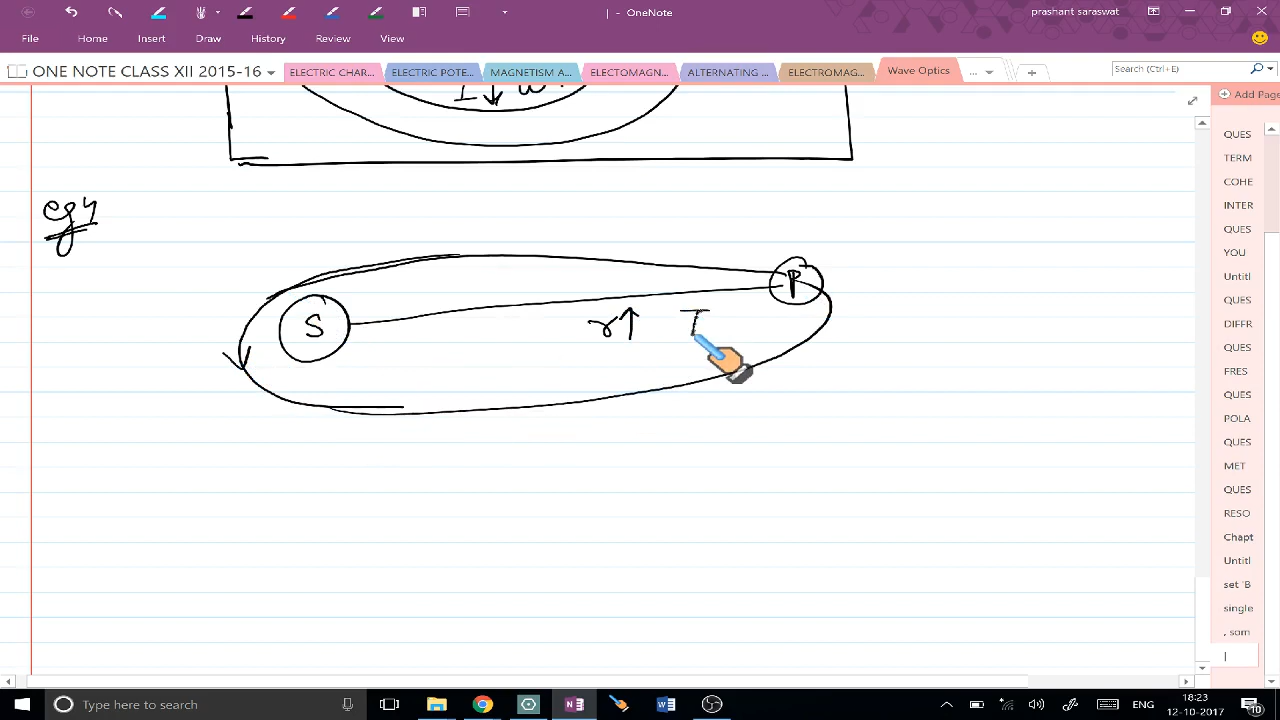 OneNote
prashant saraswat
File Home Insert Draw History Review View
ONE NOTE CLASS XII 2015-16
ELECTRIC CHAR... ELECTRIC POTE... MAGNETISM A... ELECTOMAGN... ALTERNATING ... ELECTROMAG... Wave Optics ...
Search (Ctrl+E)
Add Page
QUES
TERM
COHE
INTER
QUES
YOU
Untitl
QUES
DIFFR
QUES
FRES
QUES
POLA
QUES
MET
QUES
RESO
Chapt
Untitl
set 'B
single
, som
I ↓ ω
eg 4
S P
r↑ I
Type here to search
ENG
18:23
12-10-2017
10